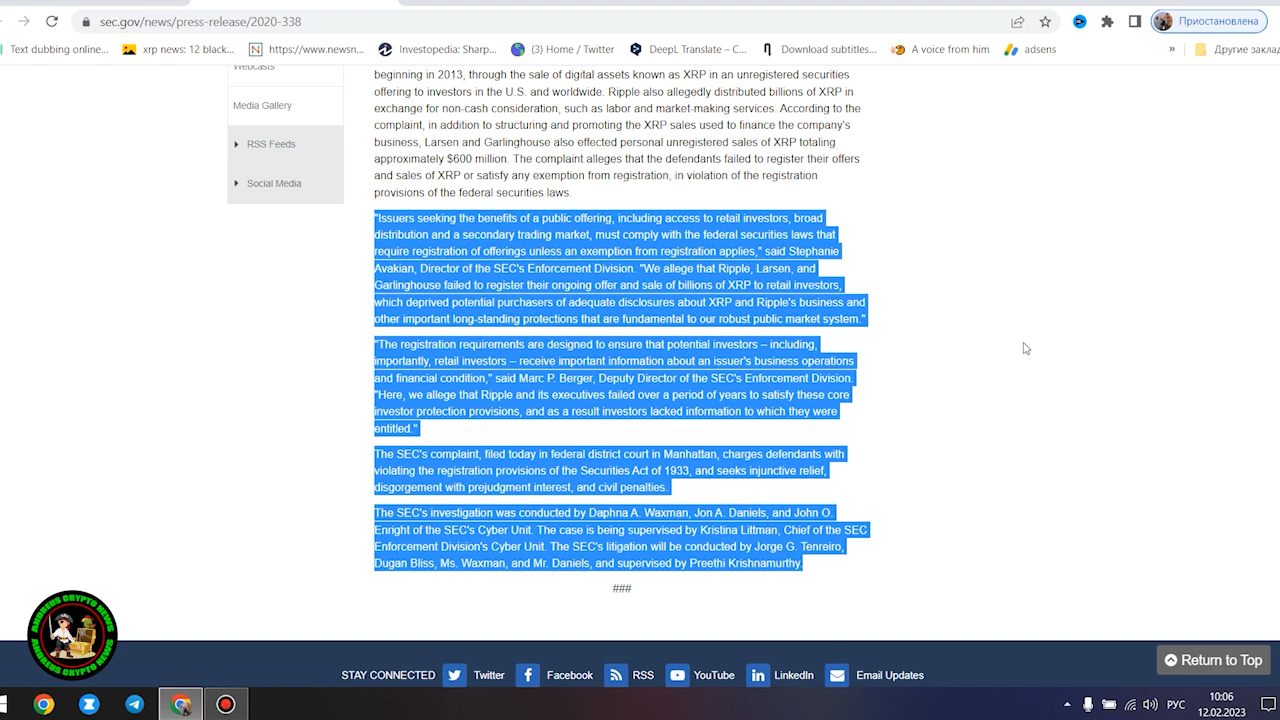 sec.gov/news/press-release/2020-338
Приостановлена
Text dubbing online...
xrp news: 12 black...
https://www.newsn...
Investopedia: Sharp...
(3) Home / Twitter
DeepL Translate – C...
Download subtitles...
A voice from him
adsens
»
Другие заклад
Webcasts
Media Gallery
RSS Feeds
Social Media
beginning in 2013, through the sale of digital assets known as XRP in an unregistered securities
offering to investors in the U.S. and worldwide. Ripple also allegedly distributed billions of XRP in
exchange for non-cash consideration, such as labor and market-making services. According to the
complaint, in addition to structuring and promoting the XRP sales used to finance the company's
business, Larsen and Garlinghouse also effected personal unregistered sales of XRP totaling
approximately $600 million. The complaint alleges that the defendants failed to register their offers
and sales of XRP or satisfy any exemption from registration, in violation of the registration
provisions of the federal securities laws.
"Issuers seeking the benefits of a public offering, including access to retail investors, broad
distribution and a secondary trading market, must comply with the federal securities laws that
require registration of offerings unless an exemption from registration applies," said Stephanie
Avakian, Director of the SEC's Enforcement Division. "We allege that Ripple, Larsen, and
Garlinghouse failed to register their ongoing offer and sale of billions of XRP to retail investors,
which deprived potential purchasers of adequate disclosures about XRP and Ripple's business and
other important long-standing protections that are fundamental to our robust public market system."
"The registration requirements are designed to ensure that potential investors – including,
importantly, retail investors – receive important information about an issuer's business operations
and financial condition," said Marc P. Berger, Deputy Director of the SEC's Enforcement Division.
"Here, we allege that Ripple and its executives failed over a period of years to satisfy these core
investor protection provisions, and as a result investors lacked information to which they were
entitled."
The SEC's complaint, filed today in federal district court in Manhattan, charges defendants with
violating the registration provisions of the Securities Act of 1933, and seeks injunctive relief,
disgorgement with prejudgment interest, and civil penalties.
The SEC's investigation was conducted by Daphna A. Waxman, Jon A. Daniels, and John O.
Enright of the SEC's Cyber Unit. The case is being supervised by Kristina Littman, Chief of the SEC
Enforcement Division's Cyber Unit. The SEC's litigation will be conducted by Jorge G. Tenreiro,
Dugan Bliss, Ms. Waxman, and Mr. Daniels, and supervised by Preethi Krishnamurthy.
###
ANDREUS CRYPTO NEWS
ANDREUS CRYPTO NEWS
STAY CONNECTED
Twitter
Facebook
RSS
YouTube
LinkedIn
Email Updates
Return to Top
РУС
10:06
12.02.2023